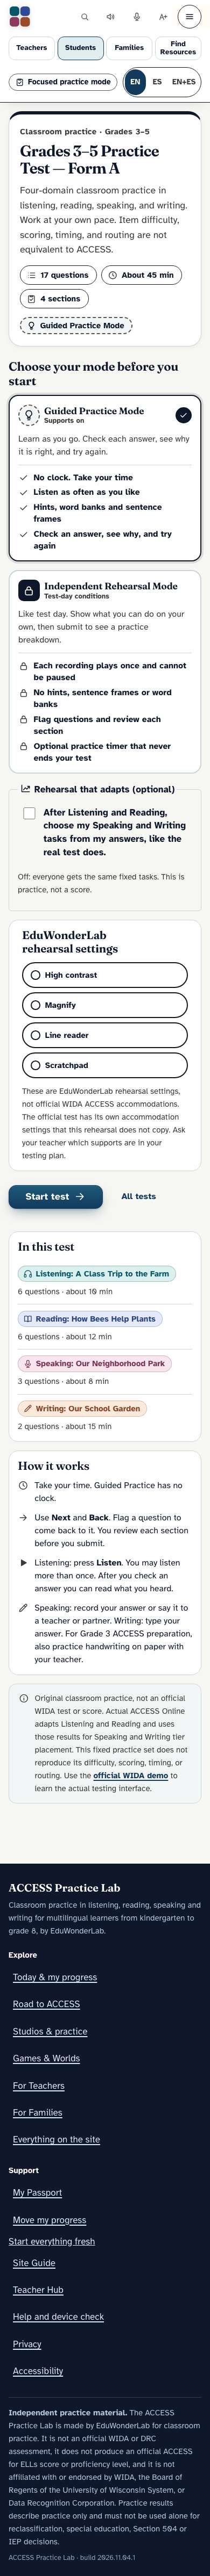 A+
Teachers
Students
Families
Find
Resources
Focused practice mode
EN
ES
EN+ES
Classroom practice · Grades 3–5
Grades 3–5 Practice
Test — Form A
Four-domain classroom practice in
listening, reading, speaking, and writing.
Work at your own pace. Item difficulty,
scoring, timing, and routing are not
equivalent to ACCESS.
17 questions
About 45 min
4 sections
Guided Practice Mode
Choose your mode before you
start
Guided Practice Mode
Supports on
Learn as you go. Check each answer, see why
it is right, and try again.
No clock. Take your time
Listen as often as you like
Hints, word banks and sentence
frames
Check an answer, see why, and try
again
Independent Rehearsal Mode
Test-day conditions
Like test day. Show what you can do on your
own, then submit to see a practice
breakdown.
Each recording plays once and cannot
be paused
No hints, sentence frames or word
banks
Flag questions and review each
section
Optional practice timer that never
ends your test
Rehearsal that adapts (optional)
After Listening and Reading,
choose my Speaking and Writing
tasks from my answers, like the
real test does.
Off: everyone gets the same fixed tasks. This is
practice, not a score.
EduWonderLab
rehearsal settings
High contrast
Magnify
Line reader
Scratchpad
These are EduWonderLab rehearsal settings,
not official WIDA ACCESS accommodations.
The official test has its own accommodation
settings that this rehearsal does not copy. Ask
your teacher which supports are in your
testing plan.
Start test →
All tests
In this test
Listening: A Class Trip to the Farm
6 questions · about 10 min
Reading: How Bees Help Plants
6 questions · about 12 min
Speaking: Our Neighborhood Park
3 questions · about 8 min
Writing: Our School Garden
2 questions · about 15 min
How it works
Take your time. Guided Practice has no
clock.
Use Next and Back. Flag a question to
come back to it. You review each section
before you submit.
Listening: press Listen. You may listen
more than once. After you check an
answer you can read what you heard.
Speaking: record your answer or say it to
a teacher or partner. Writing: type your
answer. For Grade 3 ACCESS preparation,
also practice handwriting on paper with
your teacher.
Original classroom practice, not an official
WIDA test or score. Actual ACCESS Online
adapts Listening and Reading and uses
those results for Speaking and Writing tier
placement. This fixed practice set does not
reproduce its difficulty, scoring, timing, or
routing. Use the official WIDA demo to
learn about the actual testing interface.
ACCESS Practice Lab
Classroom practice in listening, reading, speaking and
writing for multilingual learners from kindergarten to
grade 8, by EduWonderLab.
Explore
Today & my progress
Road to ACCESS
Studios & practice
Games & Worlds
For Teachers
For Families
Everything on the site
Support
My Passport
Move my progress
Start everything fresh
Site Guide
Teacher Hub
Help and device check
Privacy
Accessibility
Independent practice material. The ACCESS
Practice Lab is made by EduWonderLab for classroom
practice. It is not an official WIDA or DRC
assessment, it does not produce an official ACCESS
for ELLs score or proficiency level, and it is not
affiliated with or endorsed by WIDA, the Board of
Regents of the University of Wisconsin System, or
Data Recognition Corporation. Practice results
describe practice only and must not be used alone for
reclassification, special education, Section 504 or
IEP decisions.
ACCESS Practice Lab · build 2026.11.04.1